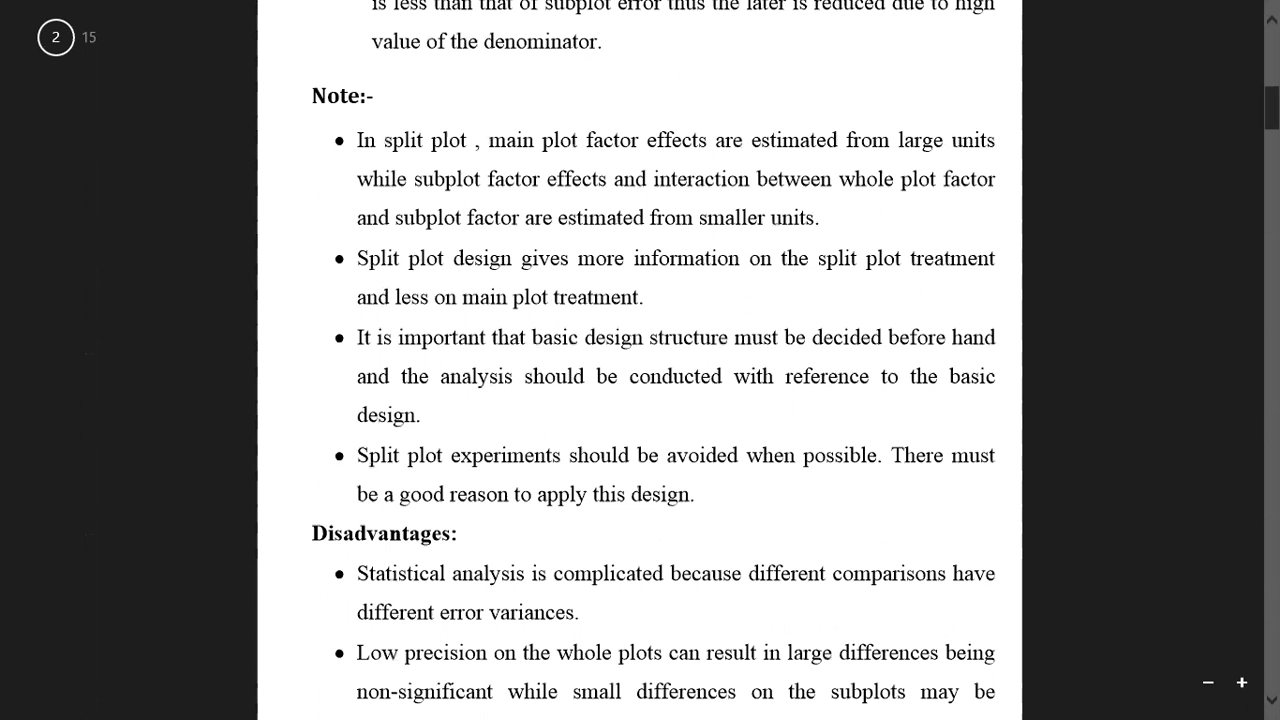 2 15
is less than that of subplot error thus the later is reduced due to high
value of the denominator.
Note:-
• In split plot , main plot factor effects are estimated from large units
while subplot factor effects and interaction between whole plot factor
and subplot factor are estimated from smaller units.
• Split plot design gives more information on the split plot treatment
and less on main plot treatment.
• It is important that basic design structure must be decided before hand
and the analysis should be conducted with reference to the basic
design.
• Split plot experiments should be avoided when possible. There must
be a good reason to apply this design.
Disadvantages:
• Statistical analysis is complicated because different comparisons have
different error variances.
• Low precision on the whole plots can result in large differences being
non-significant while small differences on the subplots may be